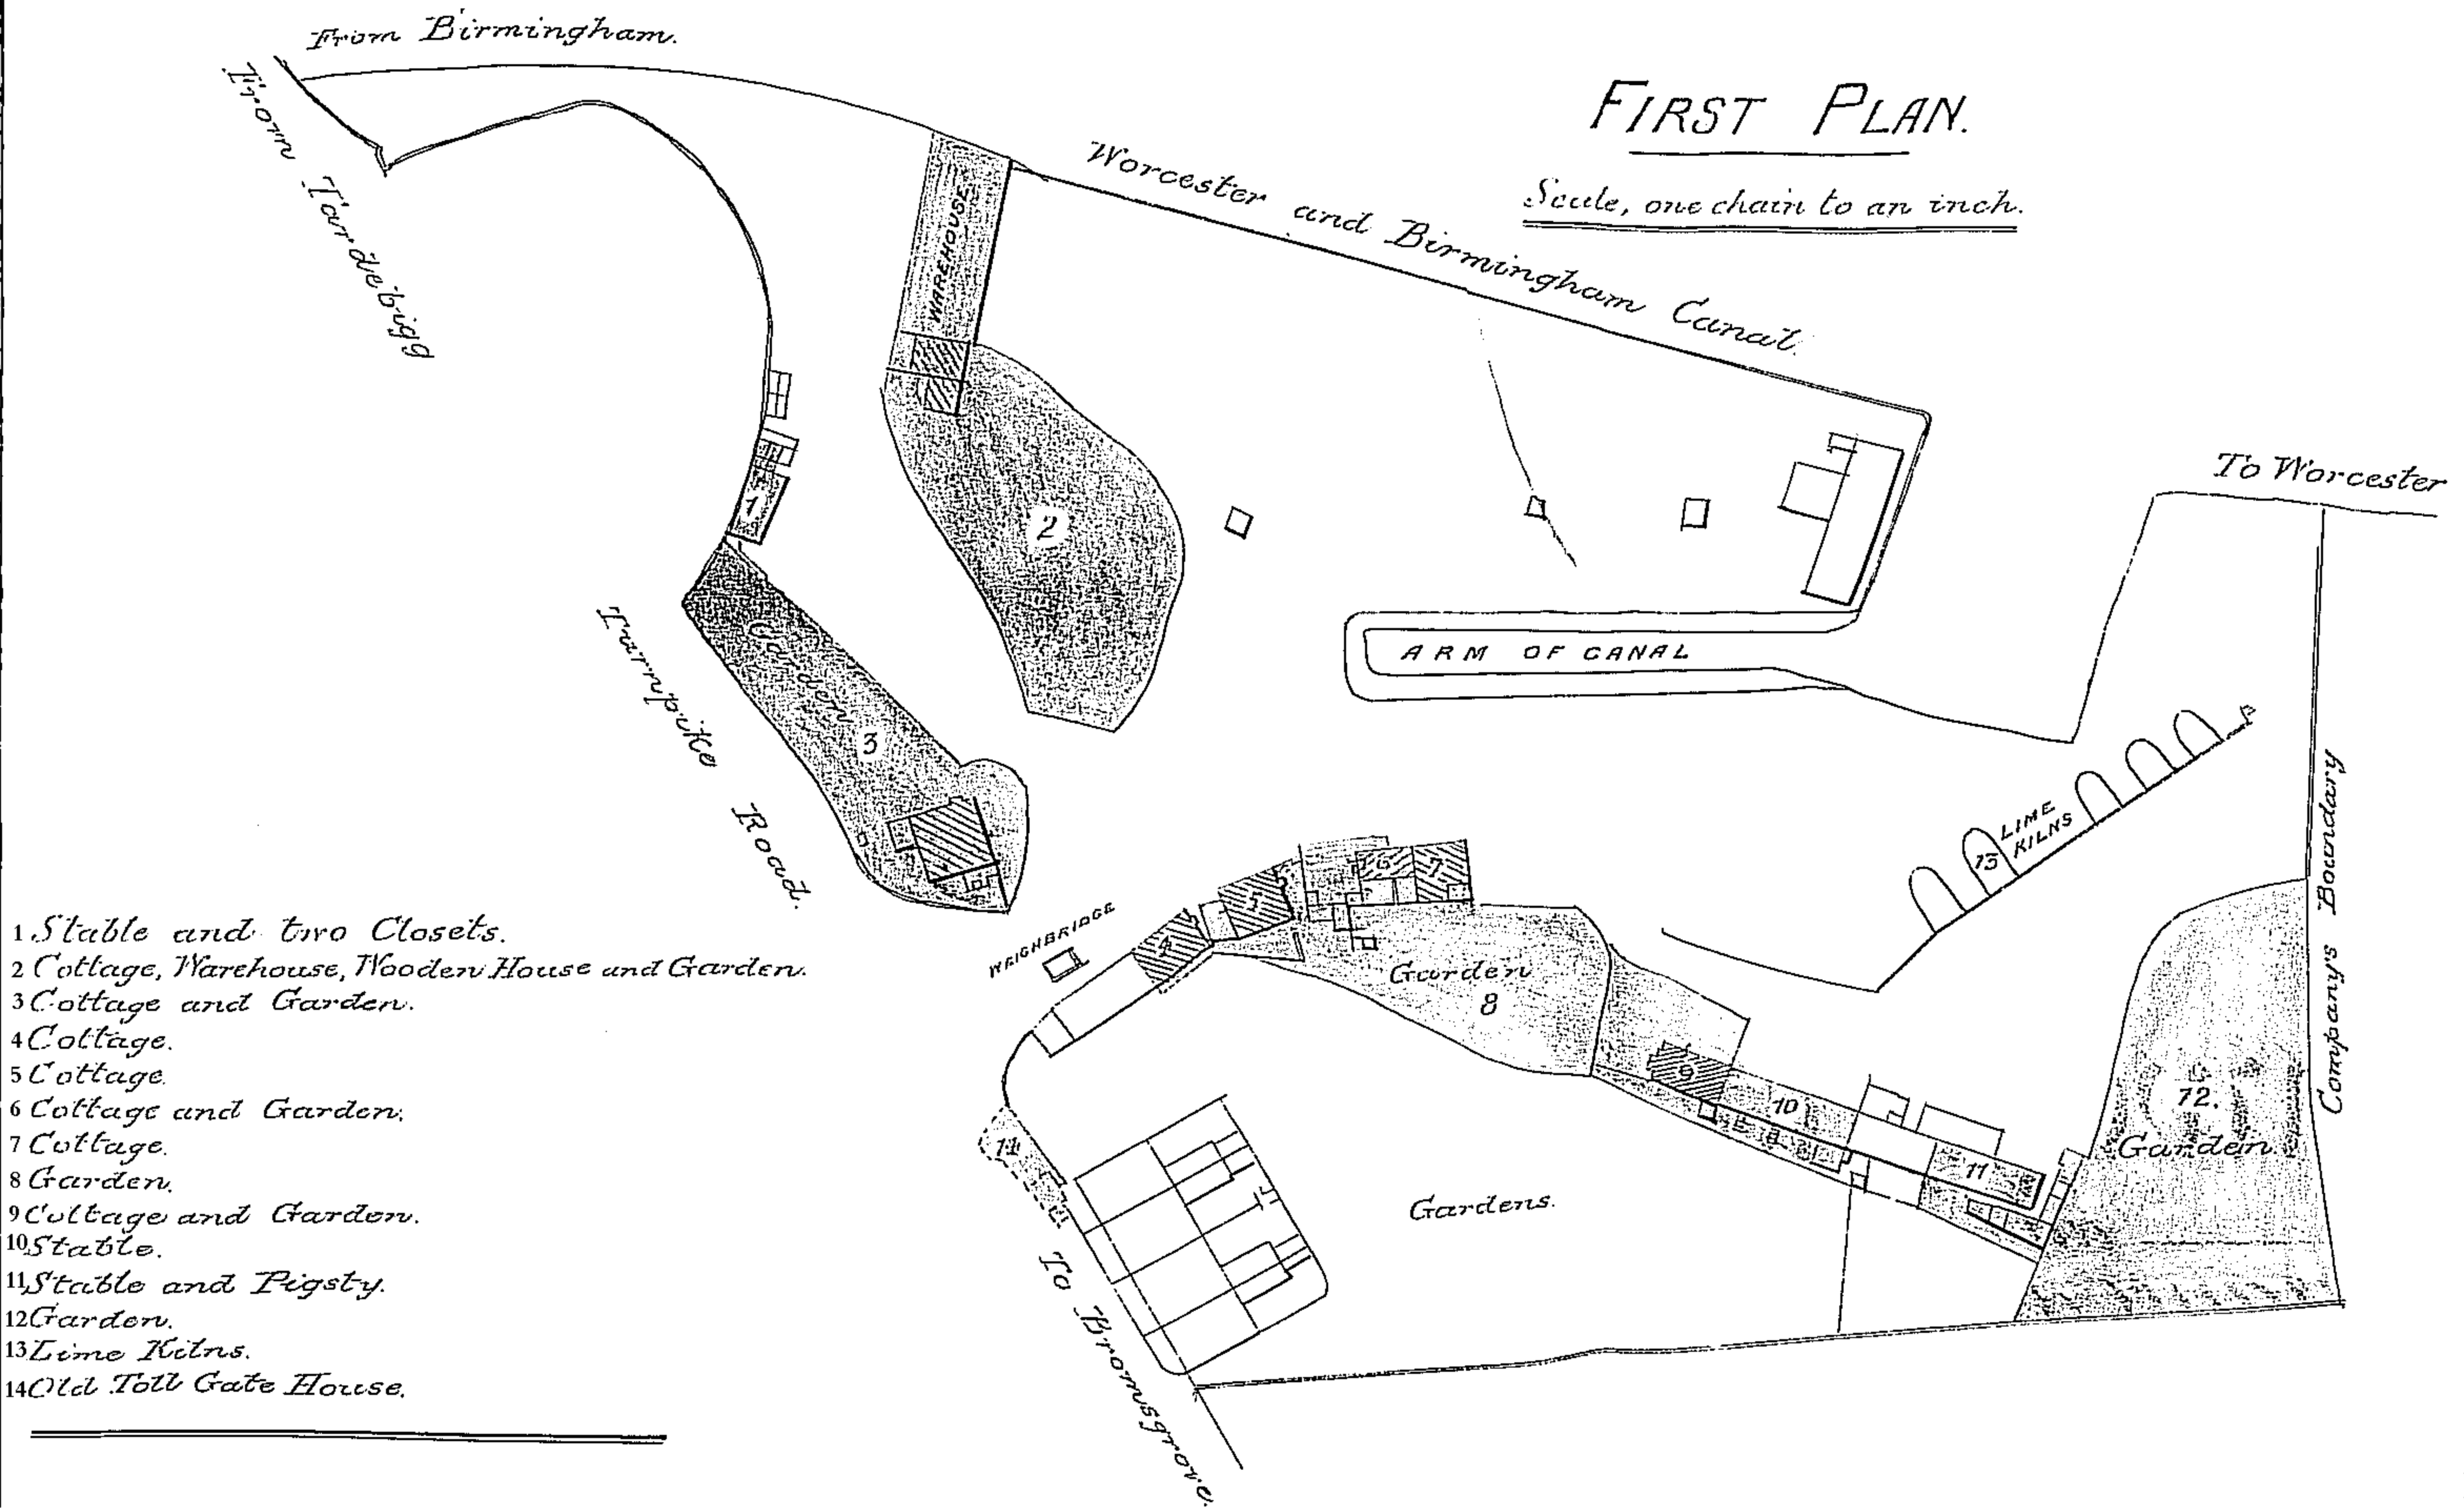 From Birmingham.
From Tardebigg
FIRST PLAN.
Scale, one chain to an inch.
Worcester and Birmingham Canal.
WAREHOUSE
To Worcester
1
2
ARM OF CANAL
Garden
3
Turnpike Road.
LIME
KILNS
13
Companys Boundary
WEIGHBRIDGE
4
5
6
7
Garden
8
9
10
11
72.
Garden.
14
Gardens.
To Bromsgrove.
1 Stable and two Closets.
2 Cottage, Warehouse, Wooden House and Garden.
3 Cottage and Garden.
4 Cottage.
5 Cottage.
6 Cottage and Garden.
7 Cottage.
8 Garden.
9 Cottage and Garden.
10 Stable.
11 Stable and Pigsty.
12 Garden.
13 Lime Kilns.
14 Old Toll Gate House.